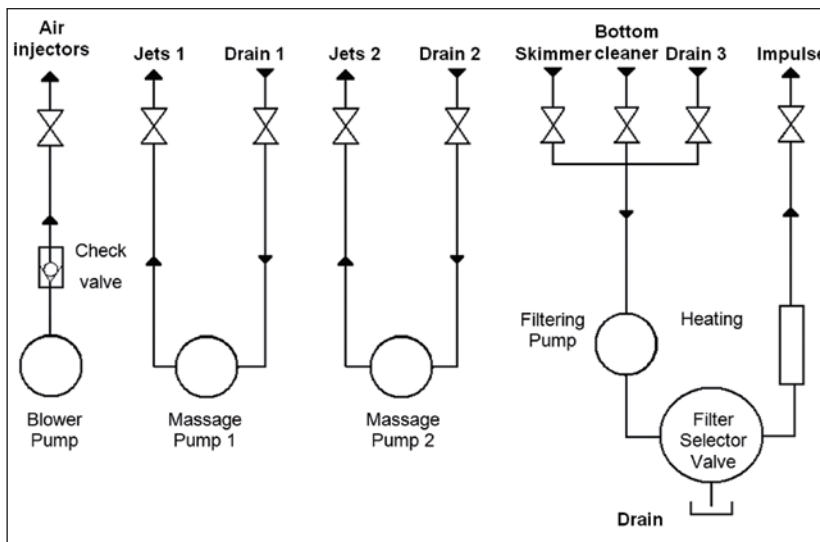 Air
injectors
Jets 1
Drain 1
Jets 2
Drain 2
Skimmer
Bottom
cleaner
Drain 3
Impulse
Check
valve
Filtering
Pump
Heating
Blower
Pump
Massage
Pump 1
Massage
Pump 2
Filter
Selector
Valve
Drain